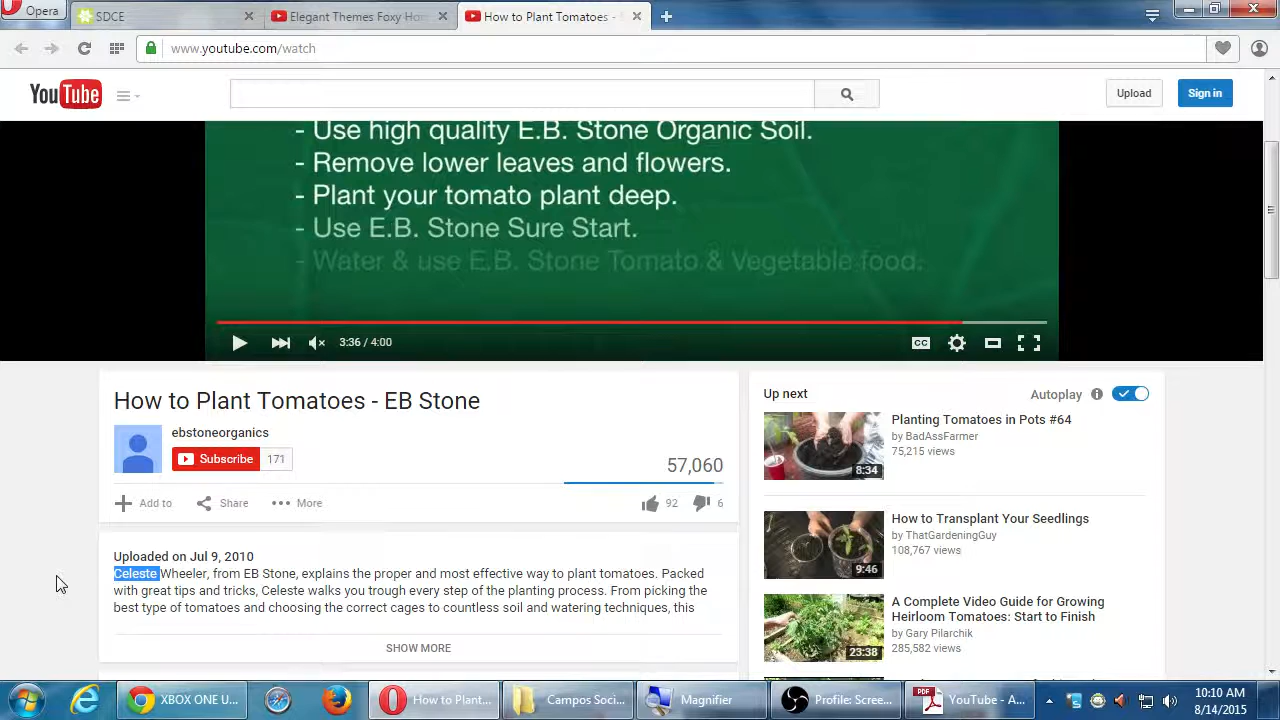 Opera
SDCE
Elegant Themes Foxy Har
How to Plant Tomatoes -
www.youtube.com/watch
YouTube
Upload
Sign in
- Use high quality E.B. Stone Organic Soil.
- Remove lower leaves and flowers.
- Plant your tomato plant deep.
- Use E.B. Stone Sure Start.
- Water & use E.B. Stone Tomato & Vegetable food.
3:36 / 4:00
CC
How to Plant Tomatoes - EB Stone
ebstoneorganics
Subscribe 171
57,060
Add to Share More 92 6
Uploaded on Jul 9, 2010
Celeste Wheeler, from EB Stone, explains the proper and most effective way to plant tomatoes. Packed
with great tips and tricks, Celeste walks you trough every step of the planting process. From picking the
best type of tomatoes and choosing the correct cages to countless soil and watering techniques, this
SHOW MORE
Up next
Autoplay
Planting Tomatoes in Pots #64
by BadAssFarmer
75,215 views
8:34
How to Transplant Your Seedlings
by ThatGardeningGuy
108,767 views
9:46
A Complete Video Guide for Growing
Heirloom Tomatoes: Start to Finish
by Gary Pilarchik
285,582 views
23:38
XBOX ONE U...
How to Plant...
Campos Soci...
Magnifier
Profile: Scree...
PDF
YouTube - A...
10:10 AM
8/14/2015